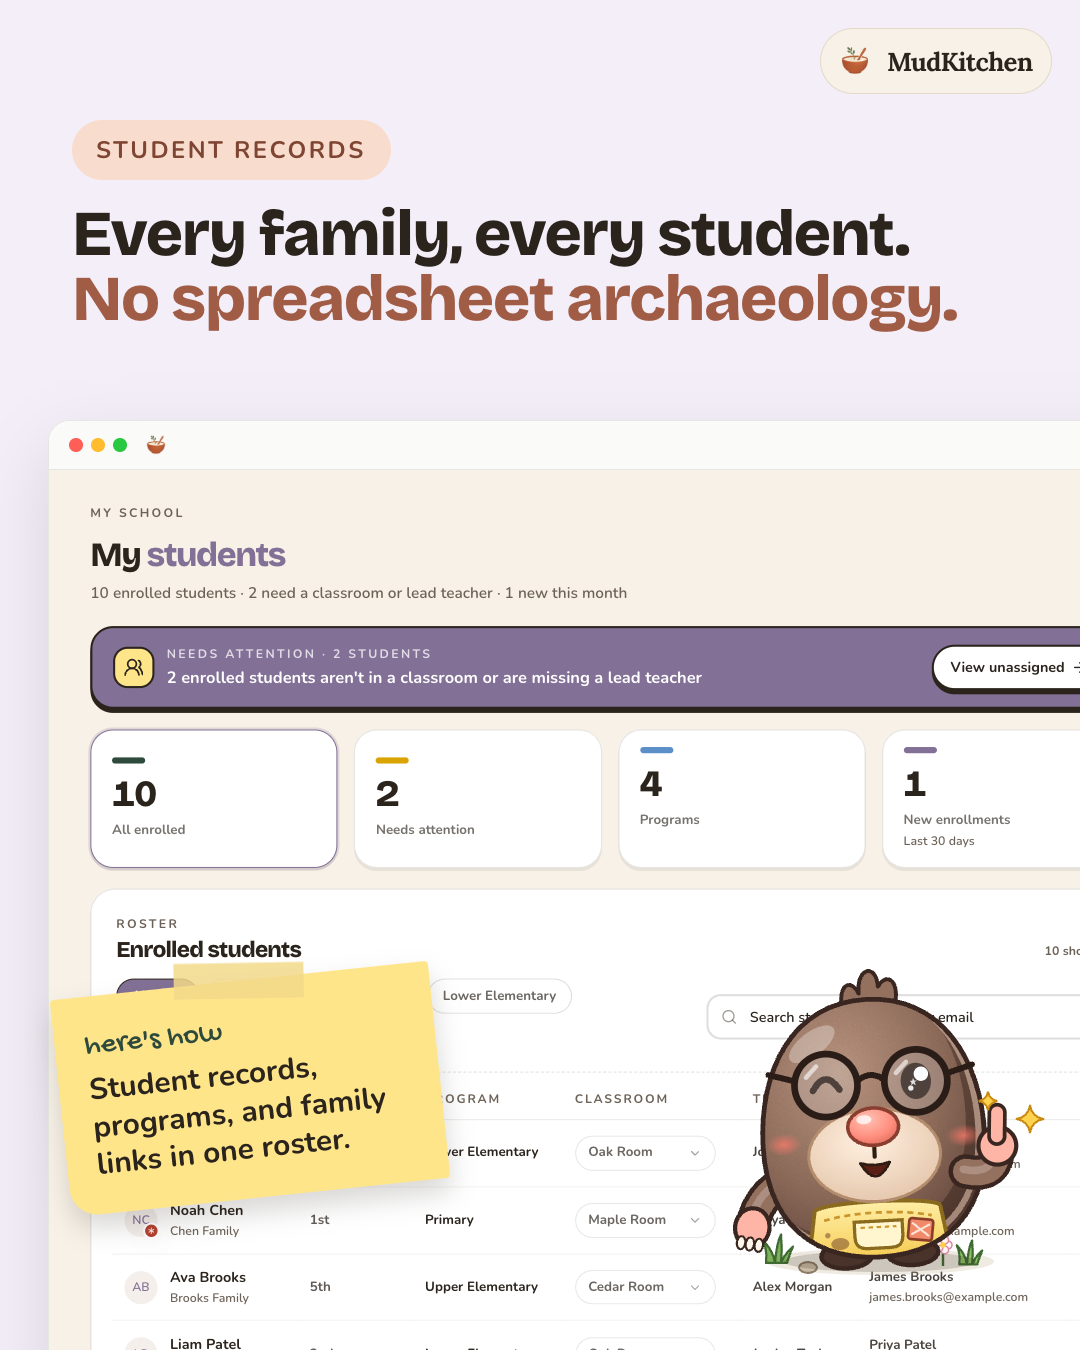 MudKitchen
STUDENT RECORDS
Every family, every student.
No spreadsheet archaeology.
MY SCHOOL
My students
10 enrolled students · 2 need a classroom or lead teacher · 1 new this month
NEEDS ATTENTION · 2 STUDENTS
2 enrolled students aren't in a classroom or are missing a lead teacher
View unassigned
10
All enrolled
2
Needs attention
4
Programs
1
New enrollments
Last 30 days
ROSTER
Enrolled students
10
Lower Elementary
Search
email
here's how
Student records,
programs, and family
links in one roster.
CLASSROOM
Elementary
Oak Room
NC
Noah Chen
Chen Family
1st
Primary
Maple Room
AB
Ava Brooks
Brooks Family
5th
Upper Elementary
Cedar Room
Alex Morgan
James Brooks
james.brooks@example.com
Liam Patel
Priya Patel